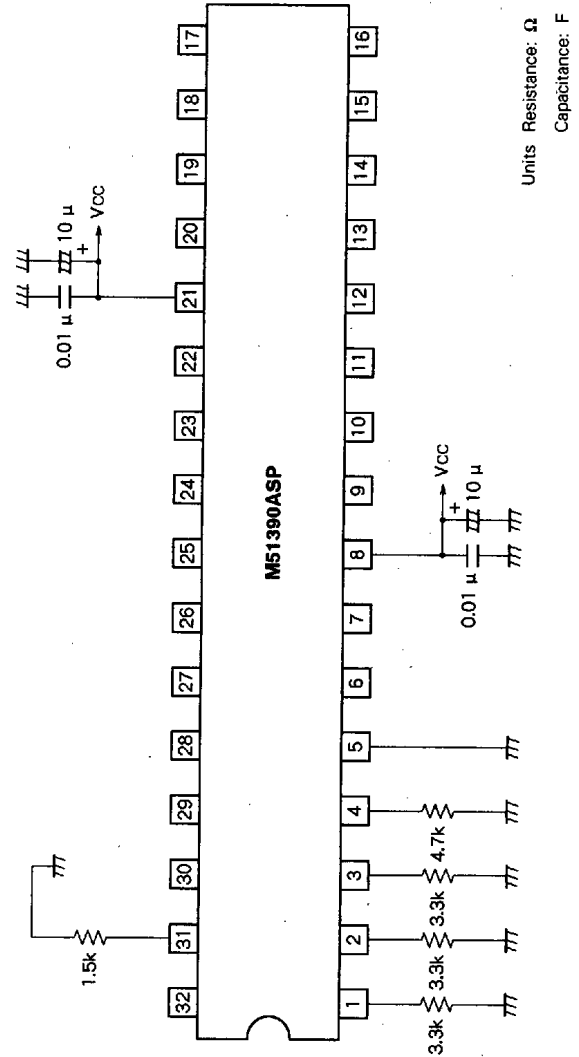 32
31
30
29
28
27
26
25
24
23
22
21
20
19
18
17
1.5k
0.01 μ
10 μ
+
Vcc
M51390ASP
1
2
3
4
5
6
7
8
9
10
11
12
13
14
15
16
3.3k
3.3k
3.3k
4.7k
0.01 μ
10 μ
+
Vcc
Units Resistance: Ω
Capacitance: F